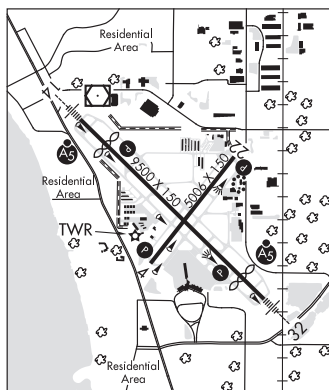 Residential
Area
A5
P
9500 X 150
5006 X 150
22
P
Residential
Area
TWR
P
P
A5
32
Residential
Area